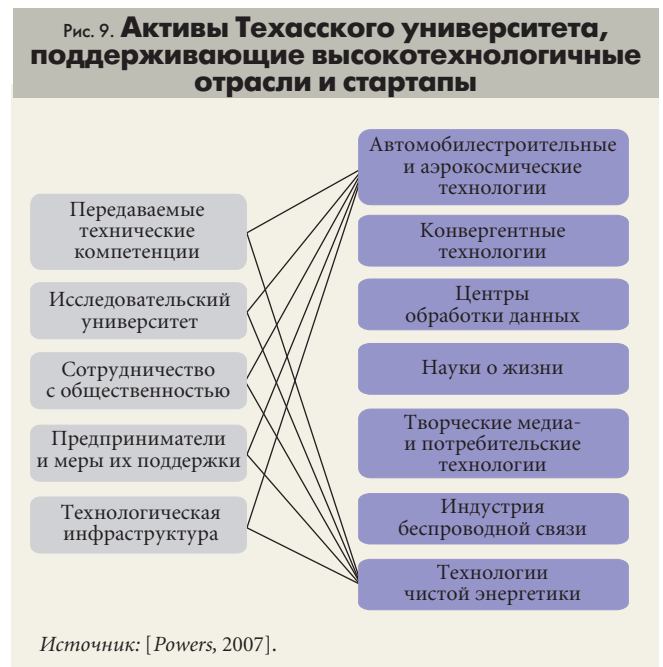 Рис. 9. Активы Техасского университета,
поддерживающие высокотехнологичные
отрасли и стартапы
Передаваемые
технические
компетенции
Исследовательский
университет
Сотрудничество
с общественностью
Предприниматели
и меры их поддержки
Технологическая
инфраструктура
Автомобилестроительные
и аэрокосмические
технологии
Конвергентные
технологии
Центры
обработки данных
Науки о жизни
Творческие медиа-
и потребительские
технологии
Индустрия
беспроводной связи
Технологии
чистой энергетики
Источник: [Powers, 2007].